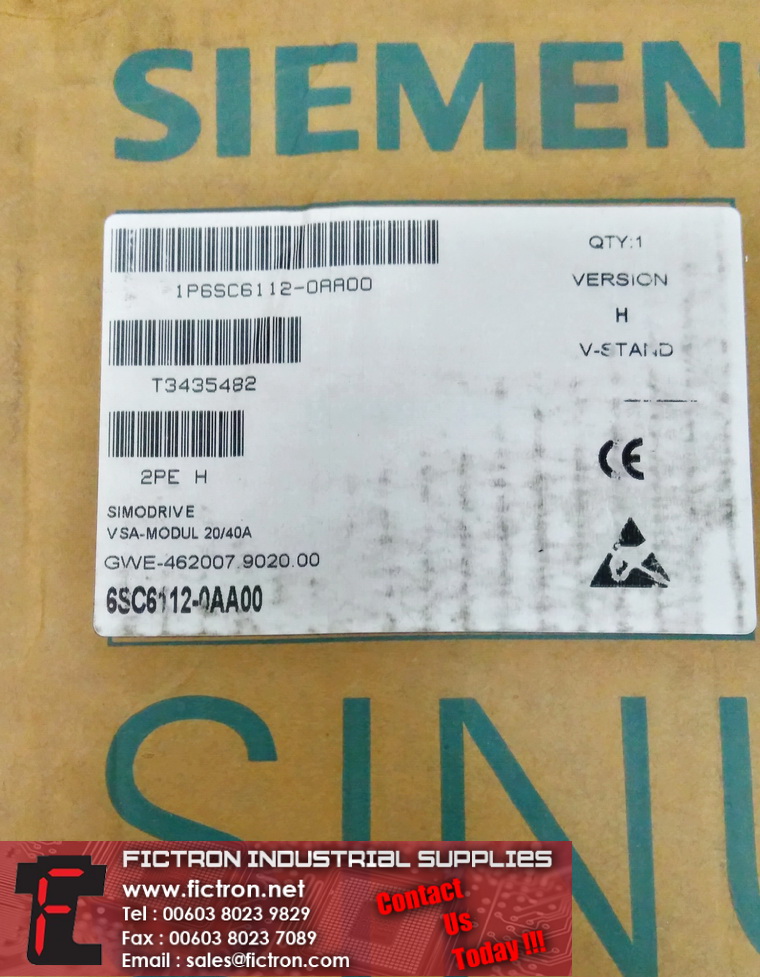 SIEMEN
1P6SC6112-0AA00
T3435482
2PE H
SIMODRIVE
VSA-MODUL 20/40A
GWE-462007.9020.00
6SC6112-0AA00
QTY:1
VERSION
H
V-STAND
CE
SINU
FICTRON INDUSTRIAL SUPPLIES
www.fictron.net
Tel : 00603 8023 9829
Fax : 00603 8023 7089
Email : sales@fictron.com
Contact
Us
Today !!!